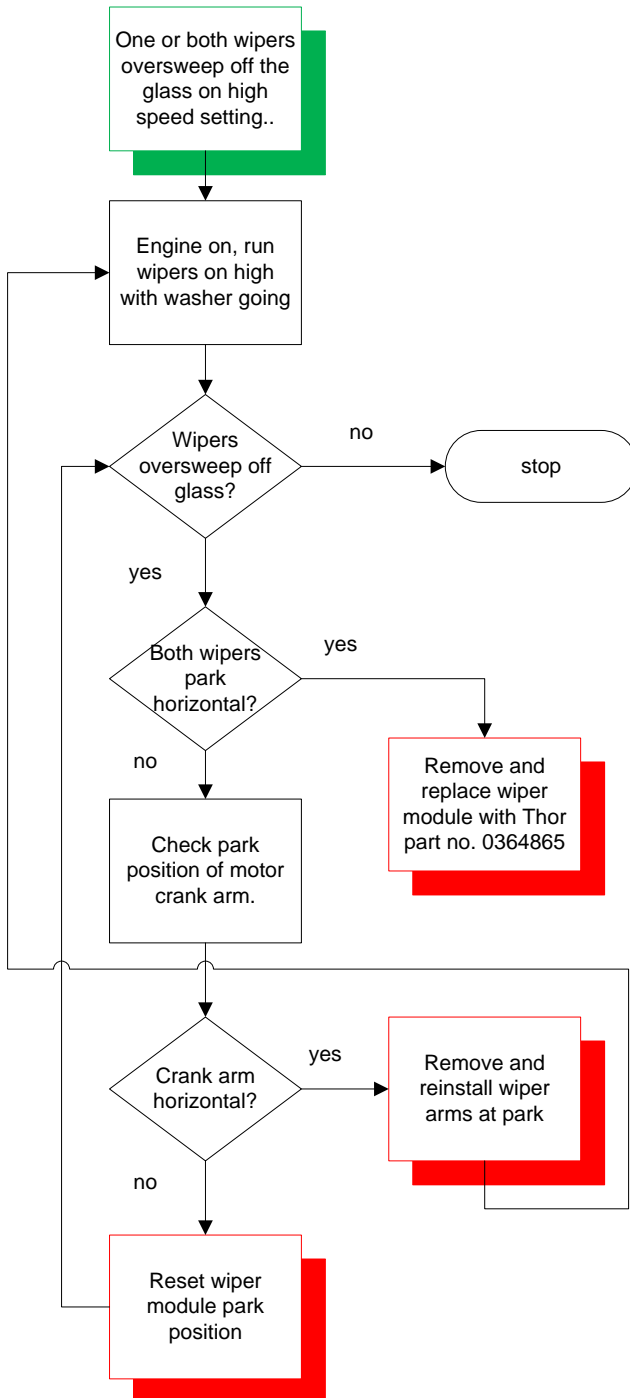 One or both wipers
oversweep off the
glass on high
speed setting..
Engine on, run
wipers on high
with washer going
Wipers
oversweep off
glass?
no
stop
yes
Both wipers
park
horizontal?
yes
no
Remove and
replace wiper
module with Thor
part no. 0364865
Check park
position of motor
crank arm.
Crank arm
horizontal?
yes
Remove and
reinstall wiper
arms at park
no
Reset wiper
module park
position